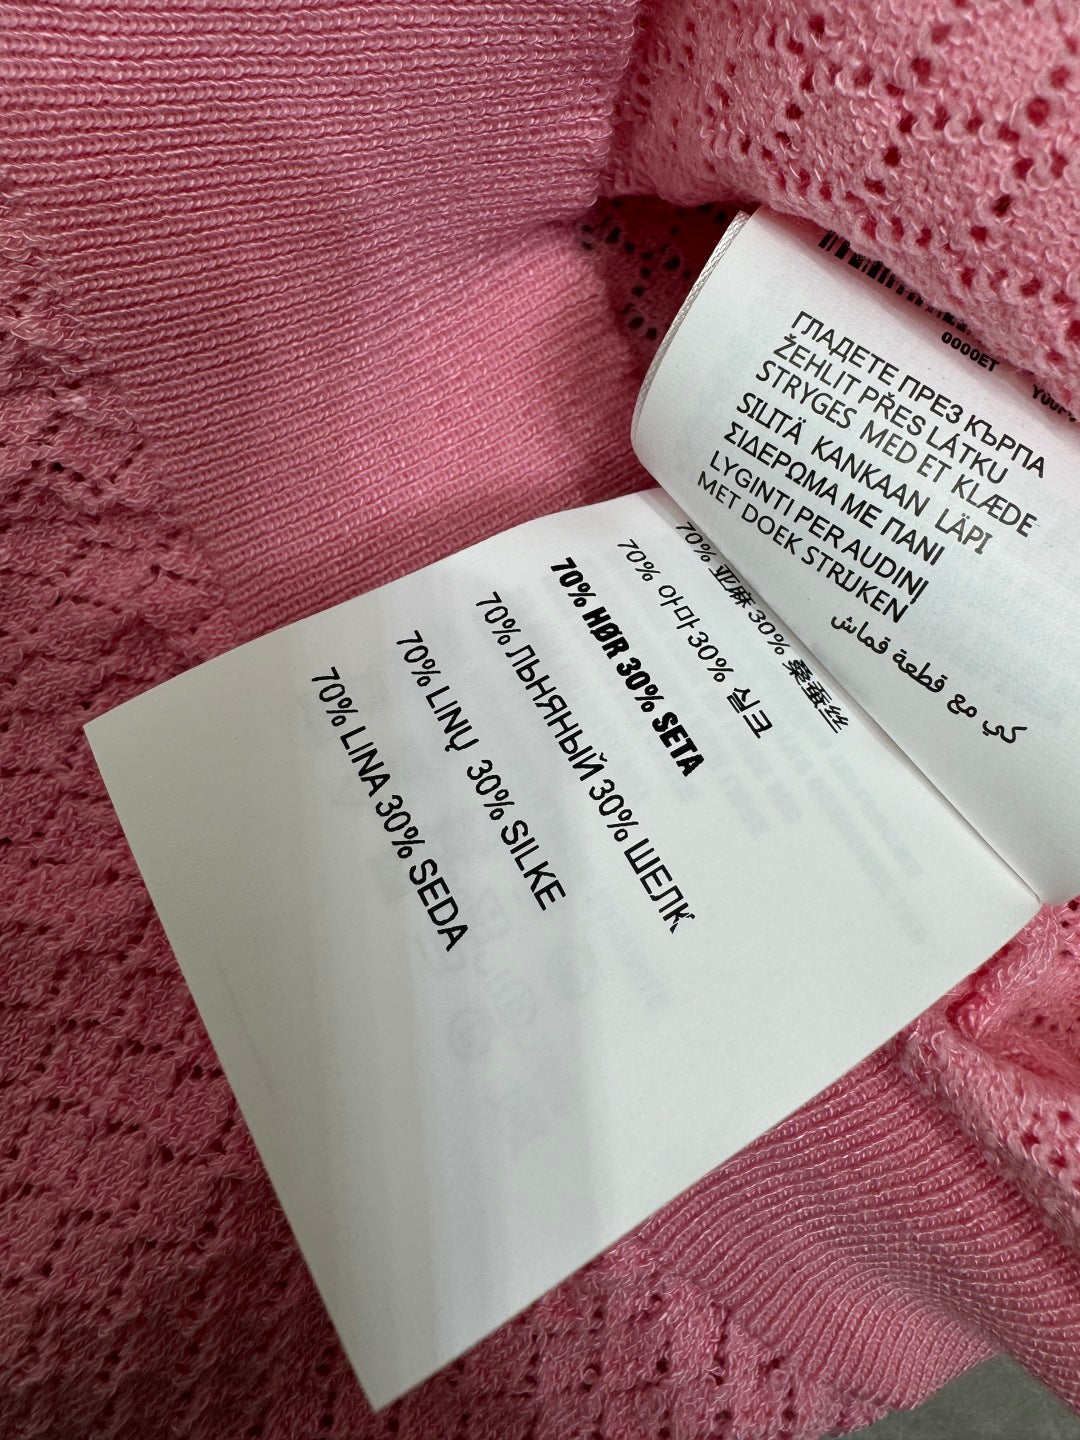 0000ET
ГЛАДЕТЕ ПРЕЗ КЪРПА
ŽEHLIT PŘES LÁTKU
STRYGES MED ET KLÆDE
SILITÄ KANKAAN LÄPI
ΣΙΔΕΡΩΜΑ ΜΕ ΠΑΝΙ
LYGINTI PER AUDINĮ
MET DOEK STRIJKEN
كي مع قطعة قماش
70% 亚麻 30% 桑蚕丝
70% 아마 30% 실크
70% HØR 30% SETA
70% ЛЬНЯНЫЙ 30% ШЕЛК
70% LINŲ 30% SILKE
70% LINA 30% SEDA